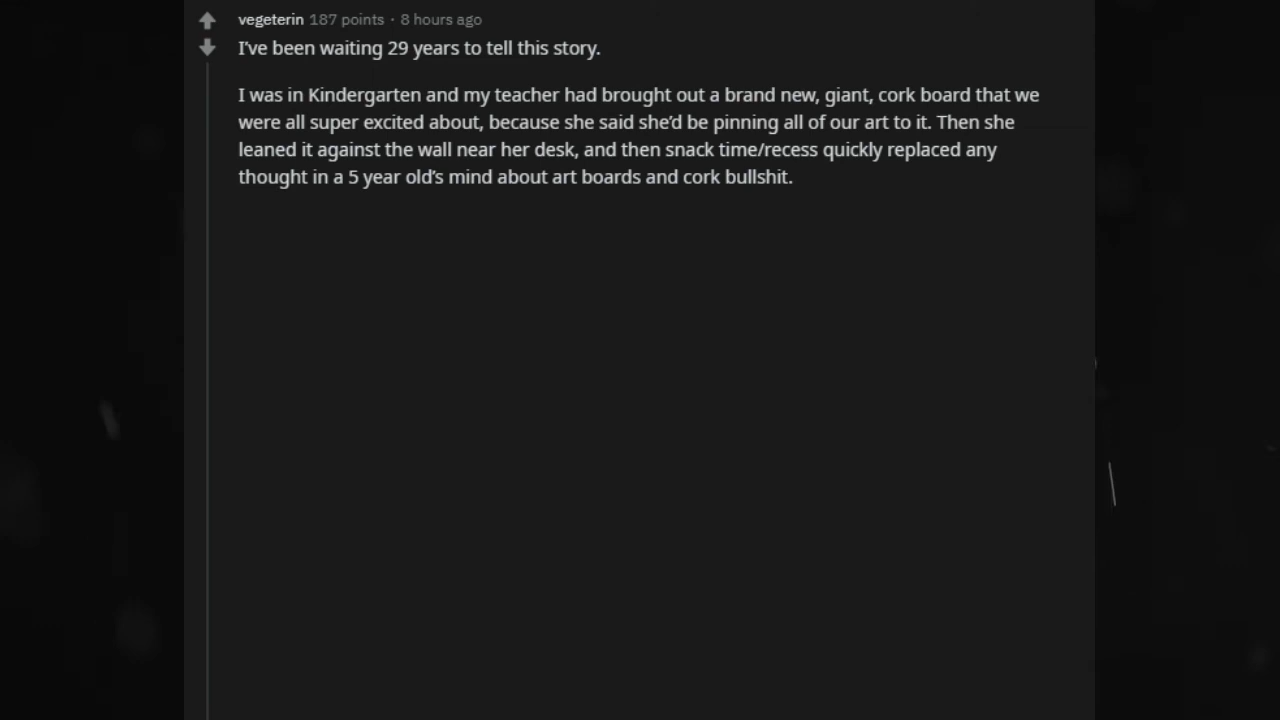 vegeterin 187 points · 8 hours ago
I've been waiting 29 years to tell this story.
I was in Kindergarten and my teacher had brought out a brand new, giant, cork board that we
were all super excited about, because she said she'd be pinning all of our art to it. Then she
leaned it against the wall near her desk, and then snack time/recess quickly replaced any
thought in a 5 year old's mind about art boards and cork bullshit.